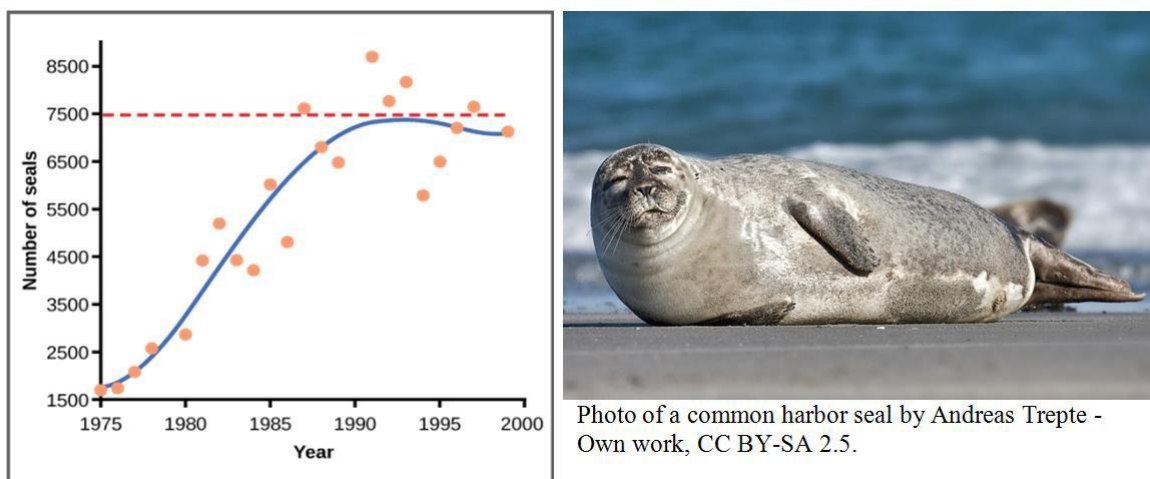 8500
7500
6500
5500
4500
3500
2500
1500
Number of seals
1975 1980 1985 1990 1995 2000
Year
Photo of a common harbor seal by Andreas Trepte -
Own work, CC BY-SA 2.5.